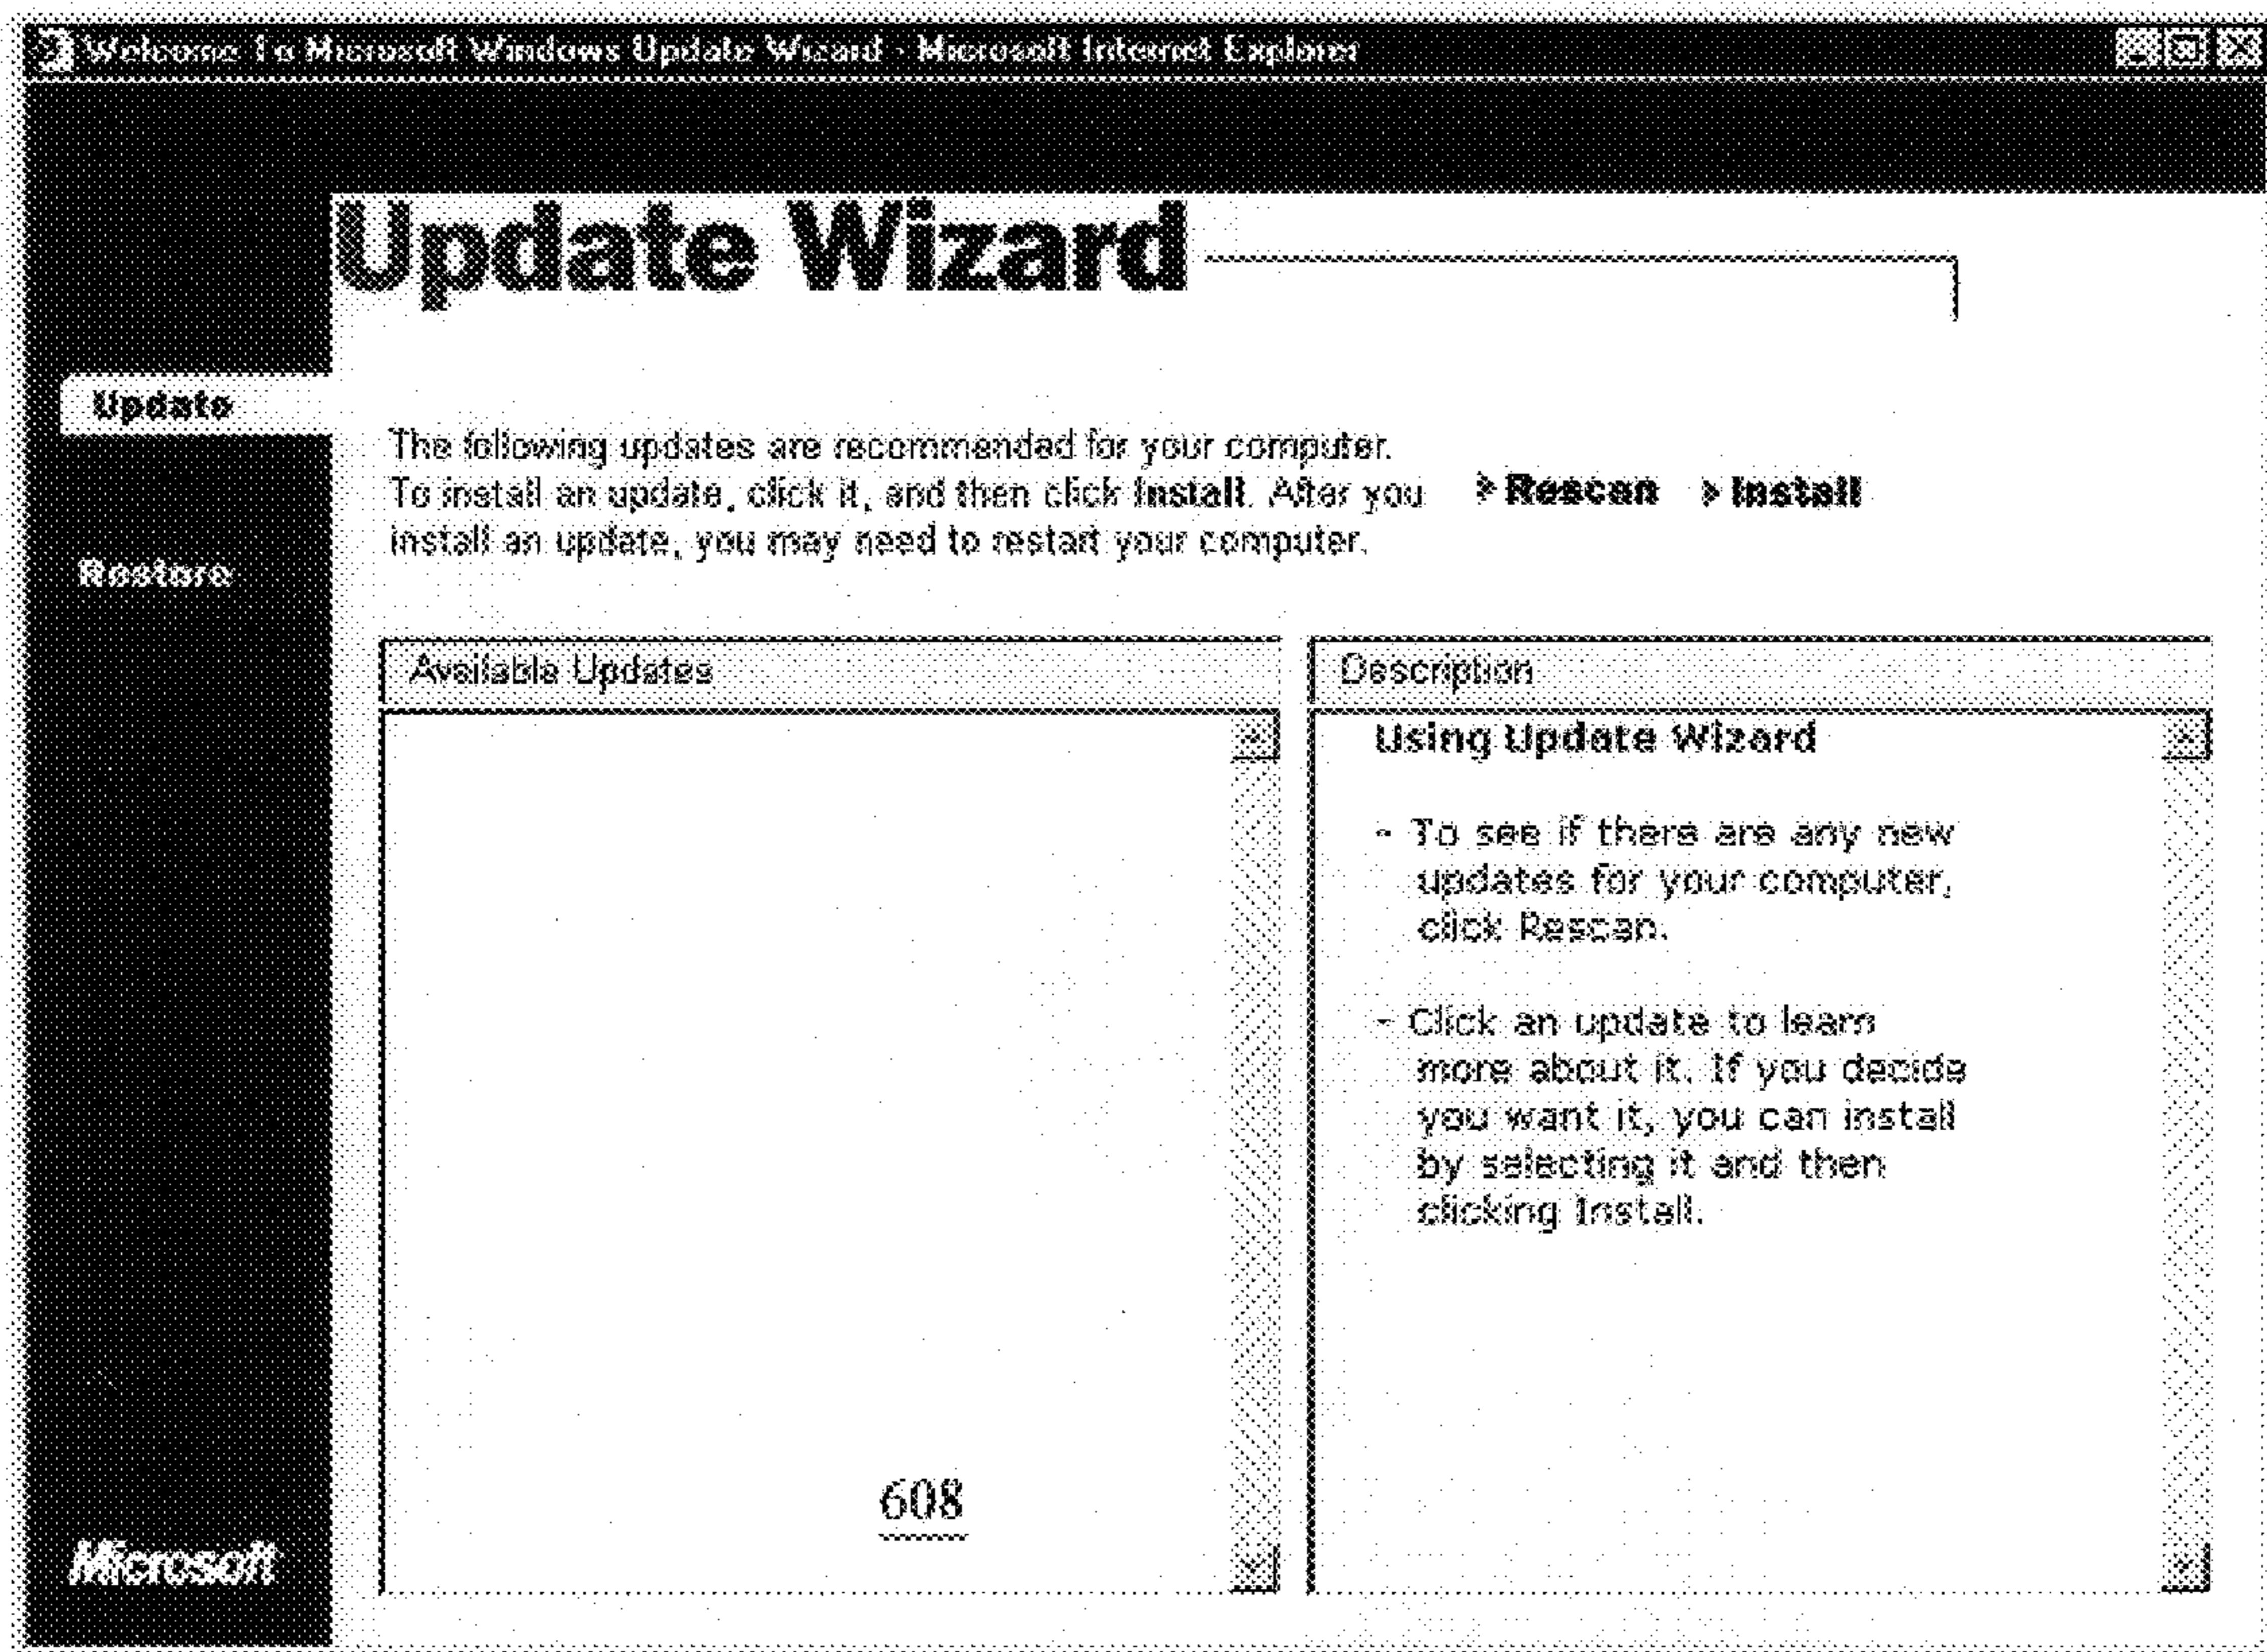 Welcome To Microsoft Windows Update Wizard - Microsoft Internet Explorer
Update Wizard
Update
Restore
The following updates are recommended for your computer.
To install an update, click it, and then click Install. After you
install an update, you may need to restart your computer.
Rescan
Install
Available Updates
608
Description
Using Update Wizard
- To see if there are any new
updates for your computer,
click Rescan.
- Click an update to learn
more about it. If you decide
you want it, you can install
by selecting it and then
clicking Install.
Microsoft